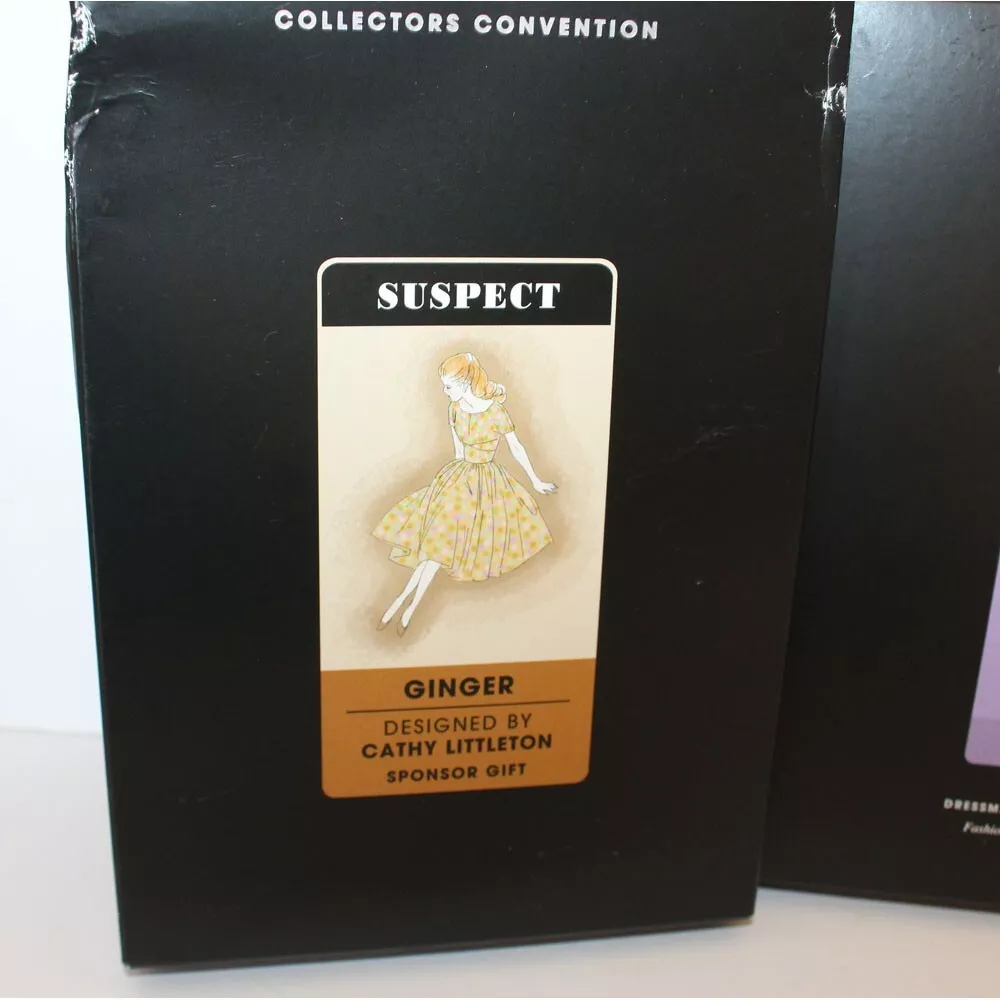 COLLECTORS CONVENTION
SUSPECT
GINGER
DESIGNED BY
CATHY LITTLETON
SPONSOR GIFT